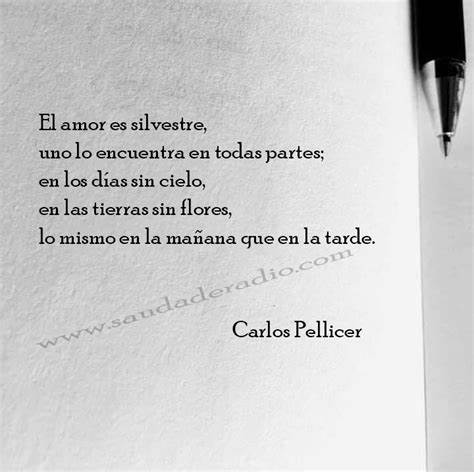 El amor es silvestre,
uno lo encuentra en todas partes;
en los días sin cielo,
en las tierras sin flores,
lo mismo en la mañana que en la tarde.
www.saudaderadio.com
Carlos Pellicer